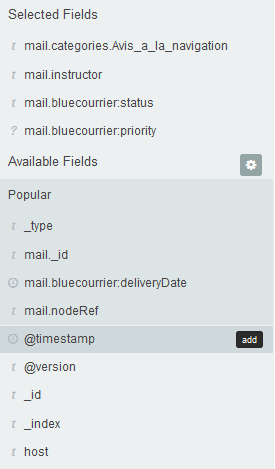 Selected Fields
t mail.categories.Avis_a_la_navigation
t mail.instructor
t mail.bluecourrier:status
? mail.bluecourrier:priority
Available Fields
Popular
t _type
t mail._id
mail.bluecourrier:deliveryDate
t mail.nodeRef
@timestamp add
t @version
t _id
t _index
t host